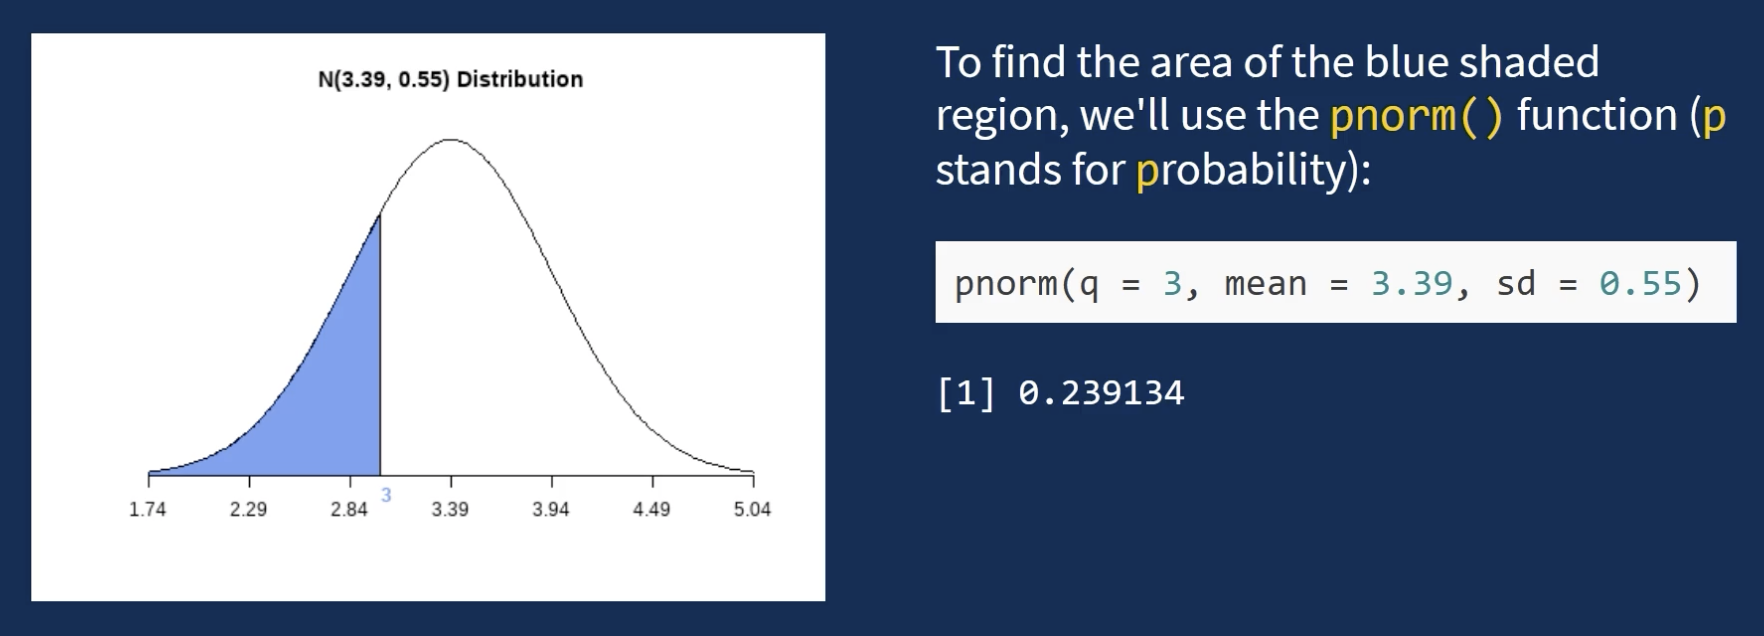 N(3.39, 0.55) Distribution
3
1.74 2.29 2.84 3.39 3.94 4.49 5.04
To find the area of the blue shaded
region, we'll use the pnorm() function (p
stands for probability):
pnorm(q = 3, mean = 3.39, sd = 0.55)
[1] 0.239134